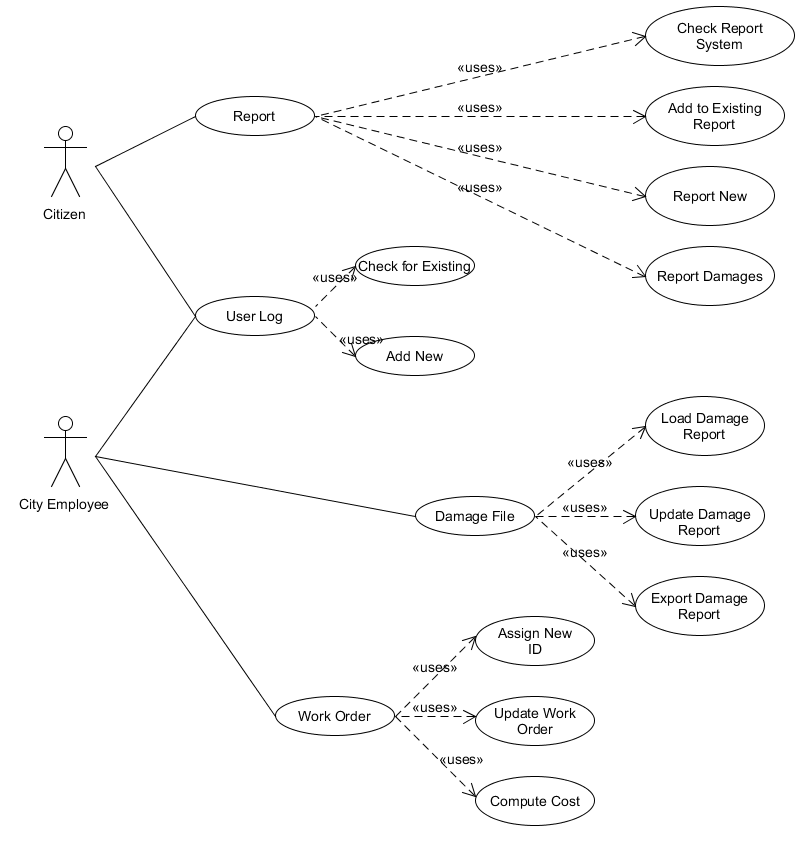 Check Report
System
«uses»
Report
«uses»
Add to Existing
Report
«uses»
Report New
«uses»
Report Damages
Citizen
«uses»
Check for Existing
User Log
«uses»
Add New
City Employee
Load Damage
Report
«uses»
Damage File
«uses»
Update Damage
Report
«uses»
Export Damage
Report
Assign New
ID
«uses»
Work Order
«uses»
Update Work
Order
«uses»
Compute Cost